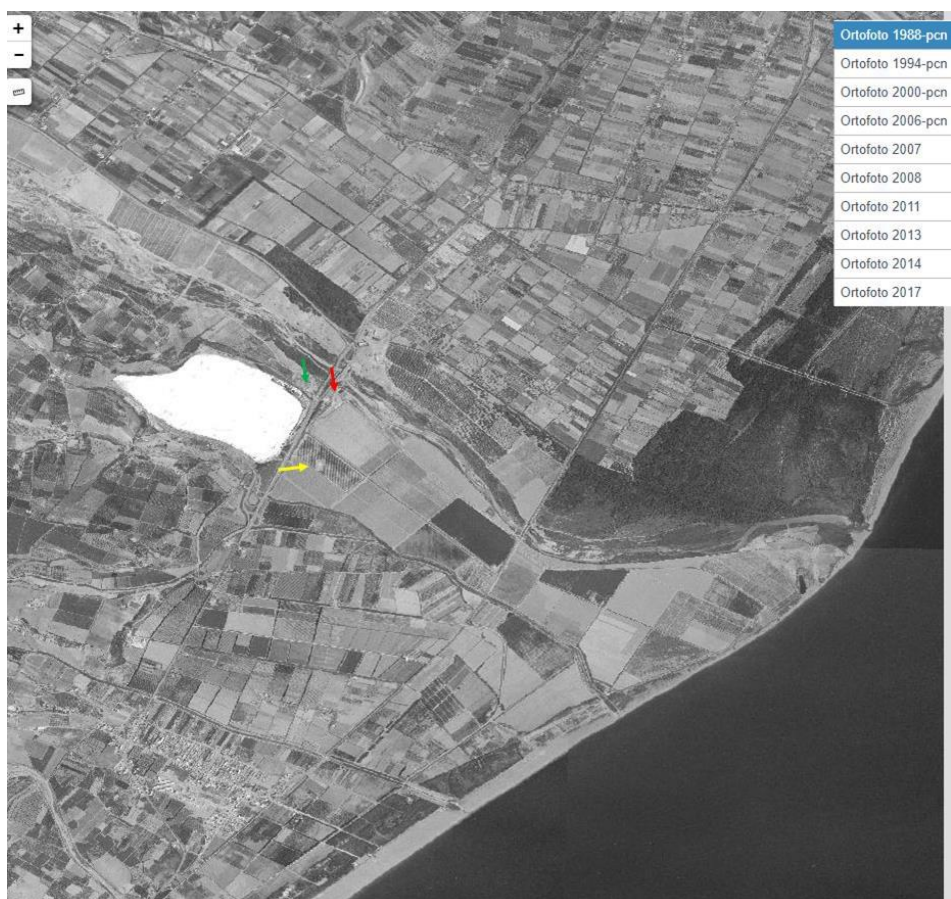 +
−
Ortofoto 1988-pcn
Ortofoto 1994-pcn
Ortofoto 2000-pcn
Ortofoto 2006-pcn
Ortofoto 2007
Ortofoto 2008
Ortofoto 2011
Ortofoto 2013
Ortofoto 2014
Ortofoto 2017